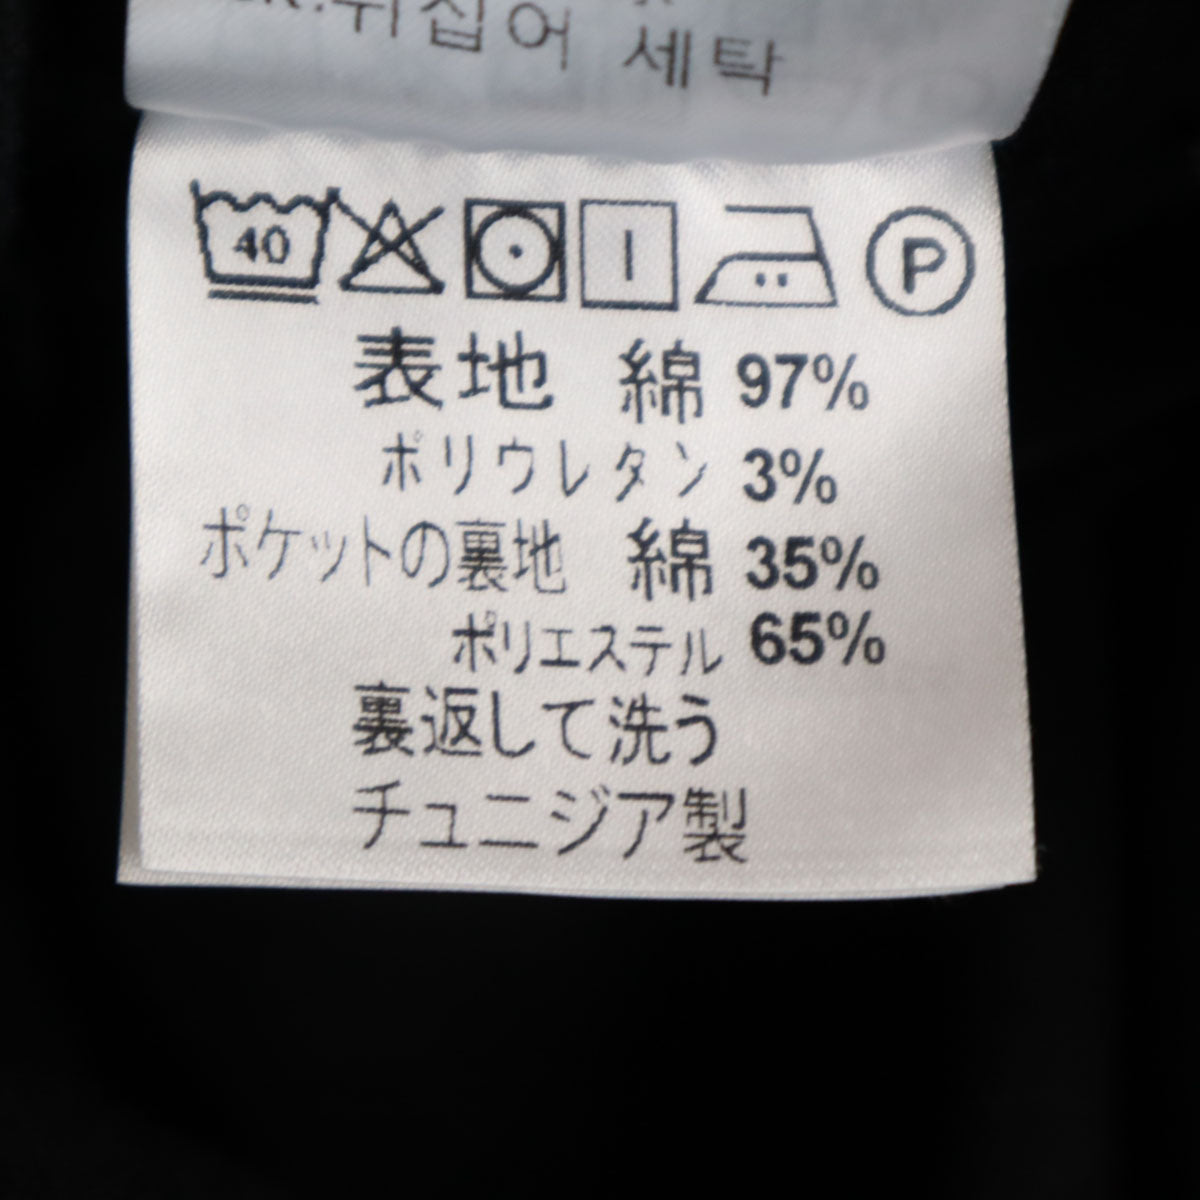 뒤집어 세탁
40
P
表地 綿 97%
ポリウレタン 3%
ポケットの裏地 綿 35%
ポリエステル 65%
裏返して洗う
チュニジア製